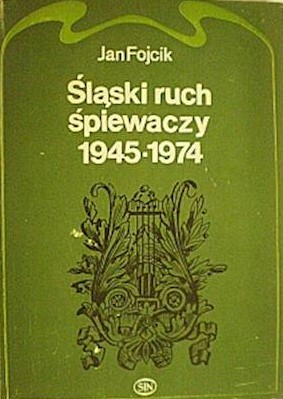 Jan Fojcik
Śląski ruch
śpiewaczy
1945-1974
ŚIN